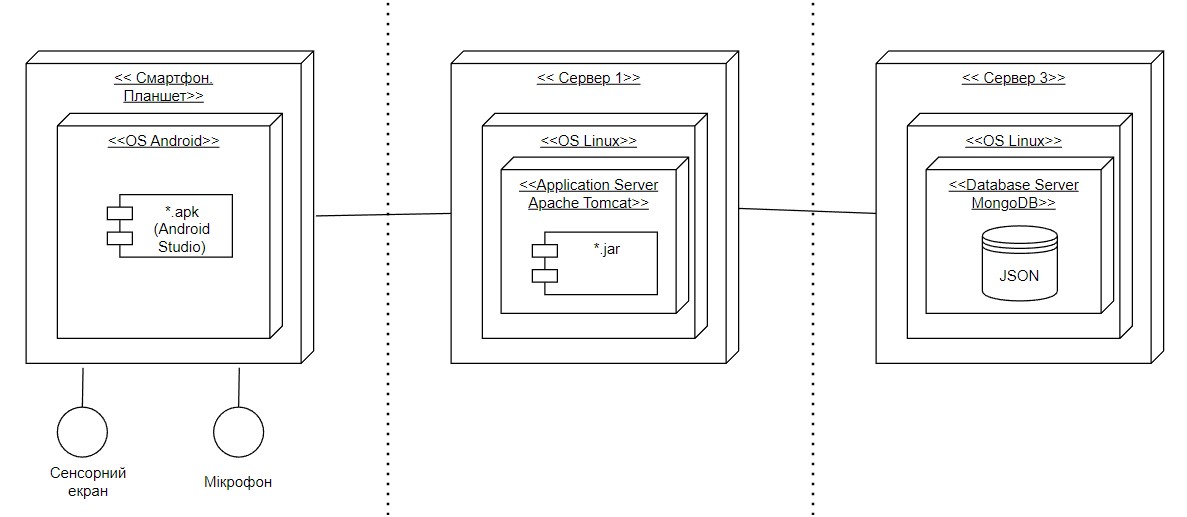 << Смартфон.
Планшет>>
<<OS Android>>
*.apk
(Android
Studio)
Сенсорний
екран
Мікрофон
<< Сервер 1>>
<<OS Linux>>
<<Application Server
Apache Tomcat>>
*.jar
<< Сервер 3>>
<<OS Linux>>
<<Database Server
MongoDB>>
JSON